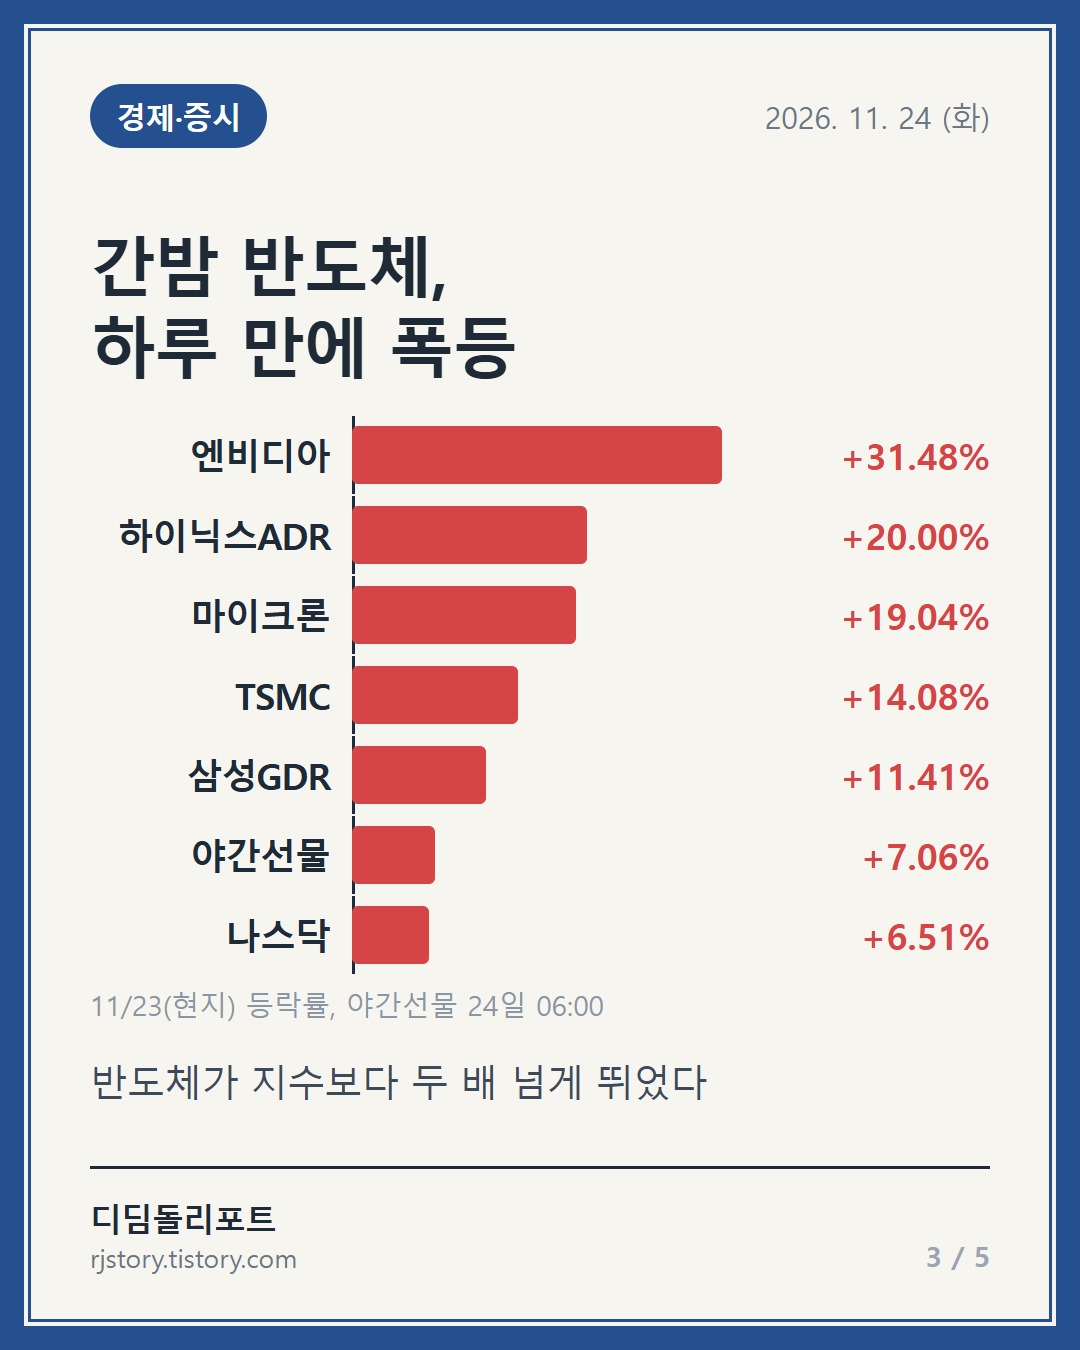 경제·증시
2026. 11. 24 (화)
간밤 반도체,
하루 만에 폭등
엔비디아 +31.48%
하이닉스ADR +20.00%
마이크론 +19.04%
TSMC +14.08%
삼성GDR +11.41%
야간선물 +7.06%
나스닥 +6.51%
11/23(현지) 등락률, 야간선물 24일 06:00
반도체가 지수보다 두 배 넘게 뛰었다
디딤돌리포트
rjstory.tistory.com
3 / 5